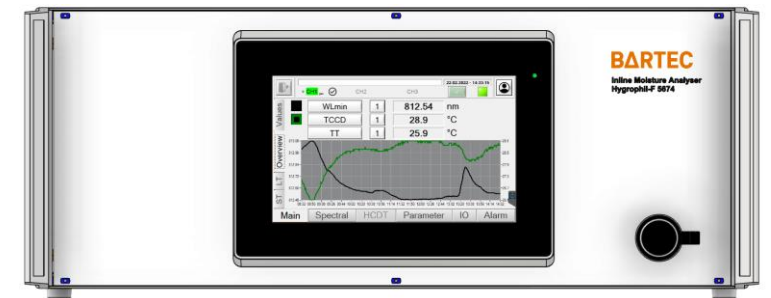 BARTEC
Inline Moisture Analyser
Hygrophil-F 5674
CH1
CH2
CH3
WLmin 1 812.54 nm
TCCD 1 28.9 °C
TT 1 25.9 °C
Values
Overview
LT
ST
Main Spectral HCDT Parameter IO Alarm